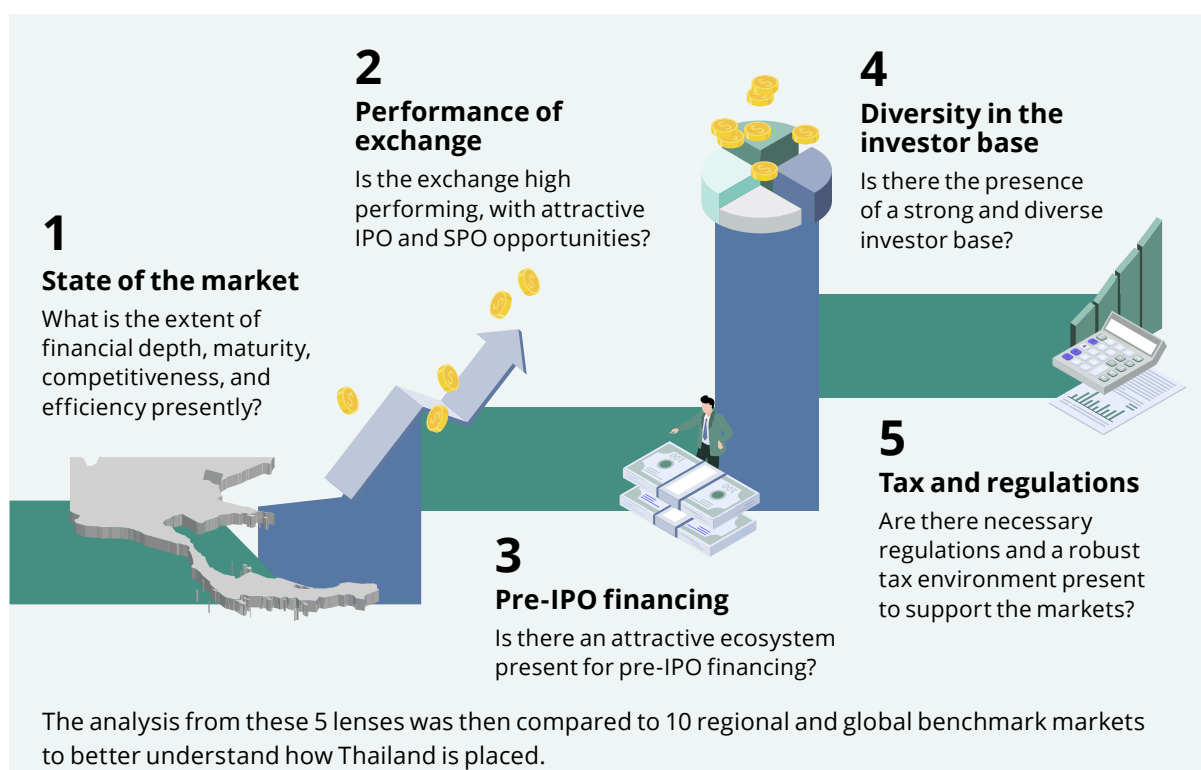 1
State of the market
What is the extent of
financial depth, maturity,
competitiveness, and
efficiency presently?
2
Performance of
exchange
Is the exchange high
performing, with attractive
IPO and SPO opportunities?
3
Pre-IPO financing
Is there an attractive ecosystem
present for pre-IPO financing?
4
Diversity in the
investor base
Is there the presence
of a strong and diverse
investor base?
5
Tax and regulations
Are there necessary
regulations and a robust
tax environment present
to support the markets?
The analysis from these 5 lenses was then compared to 10 regional and global benchmark markets
to better understand how Thailand is placed.